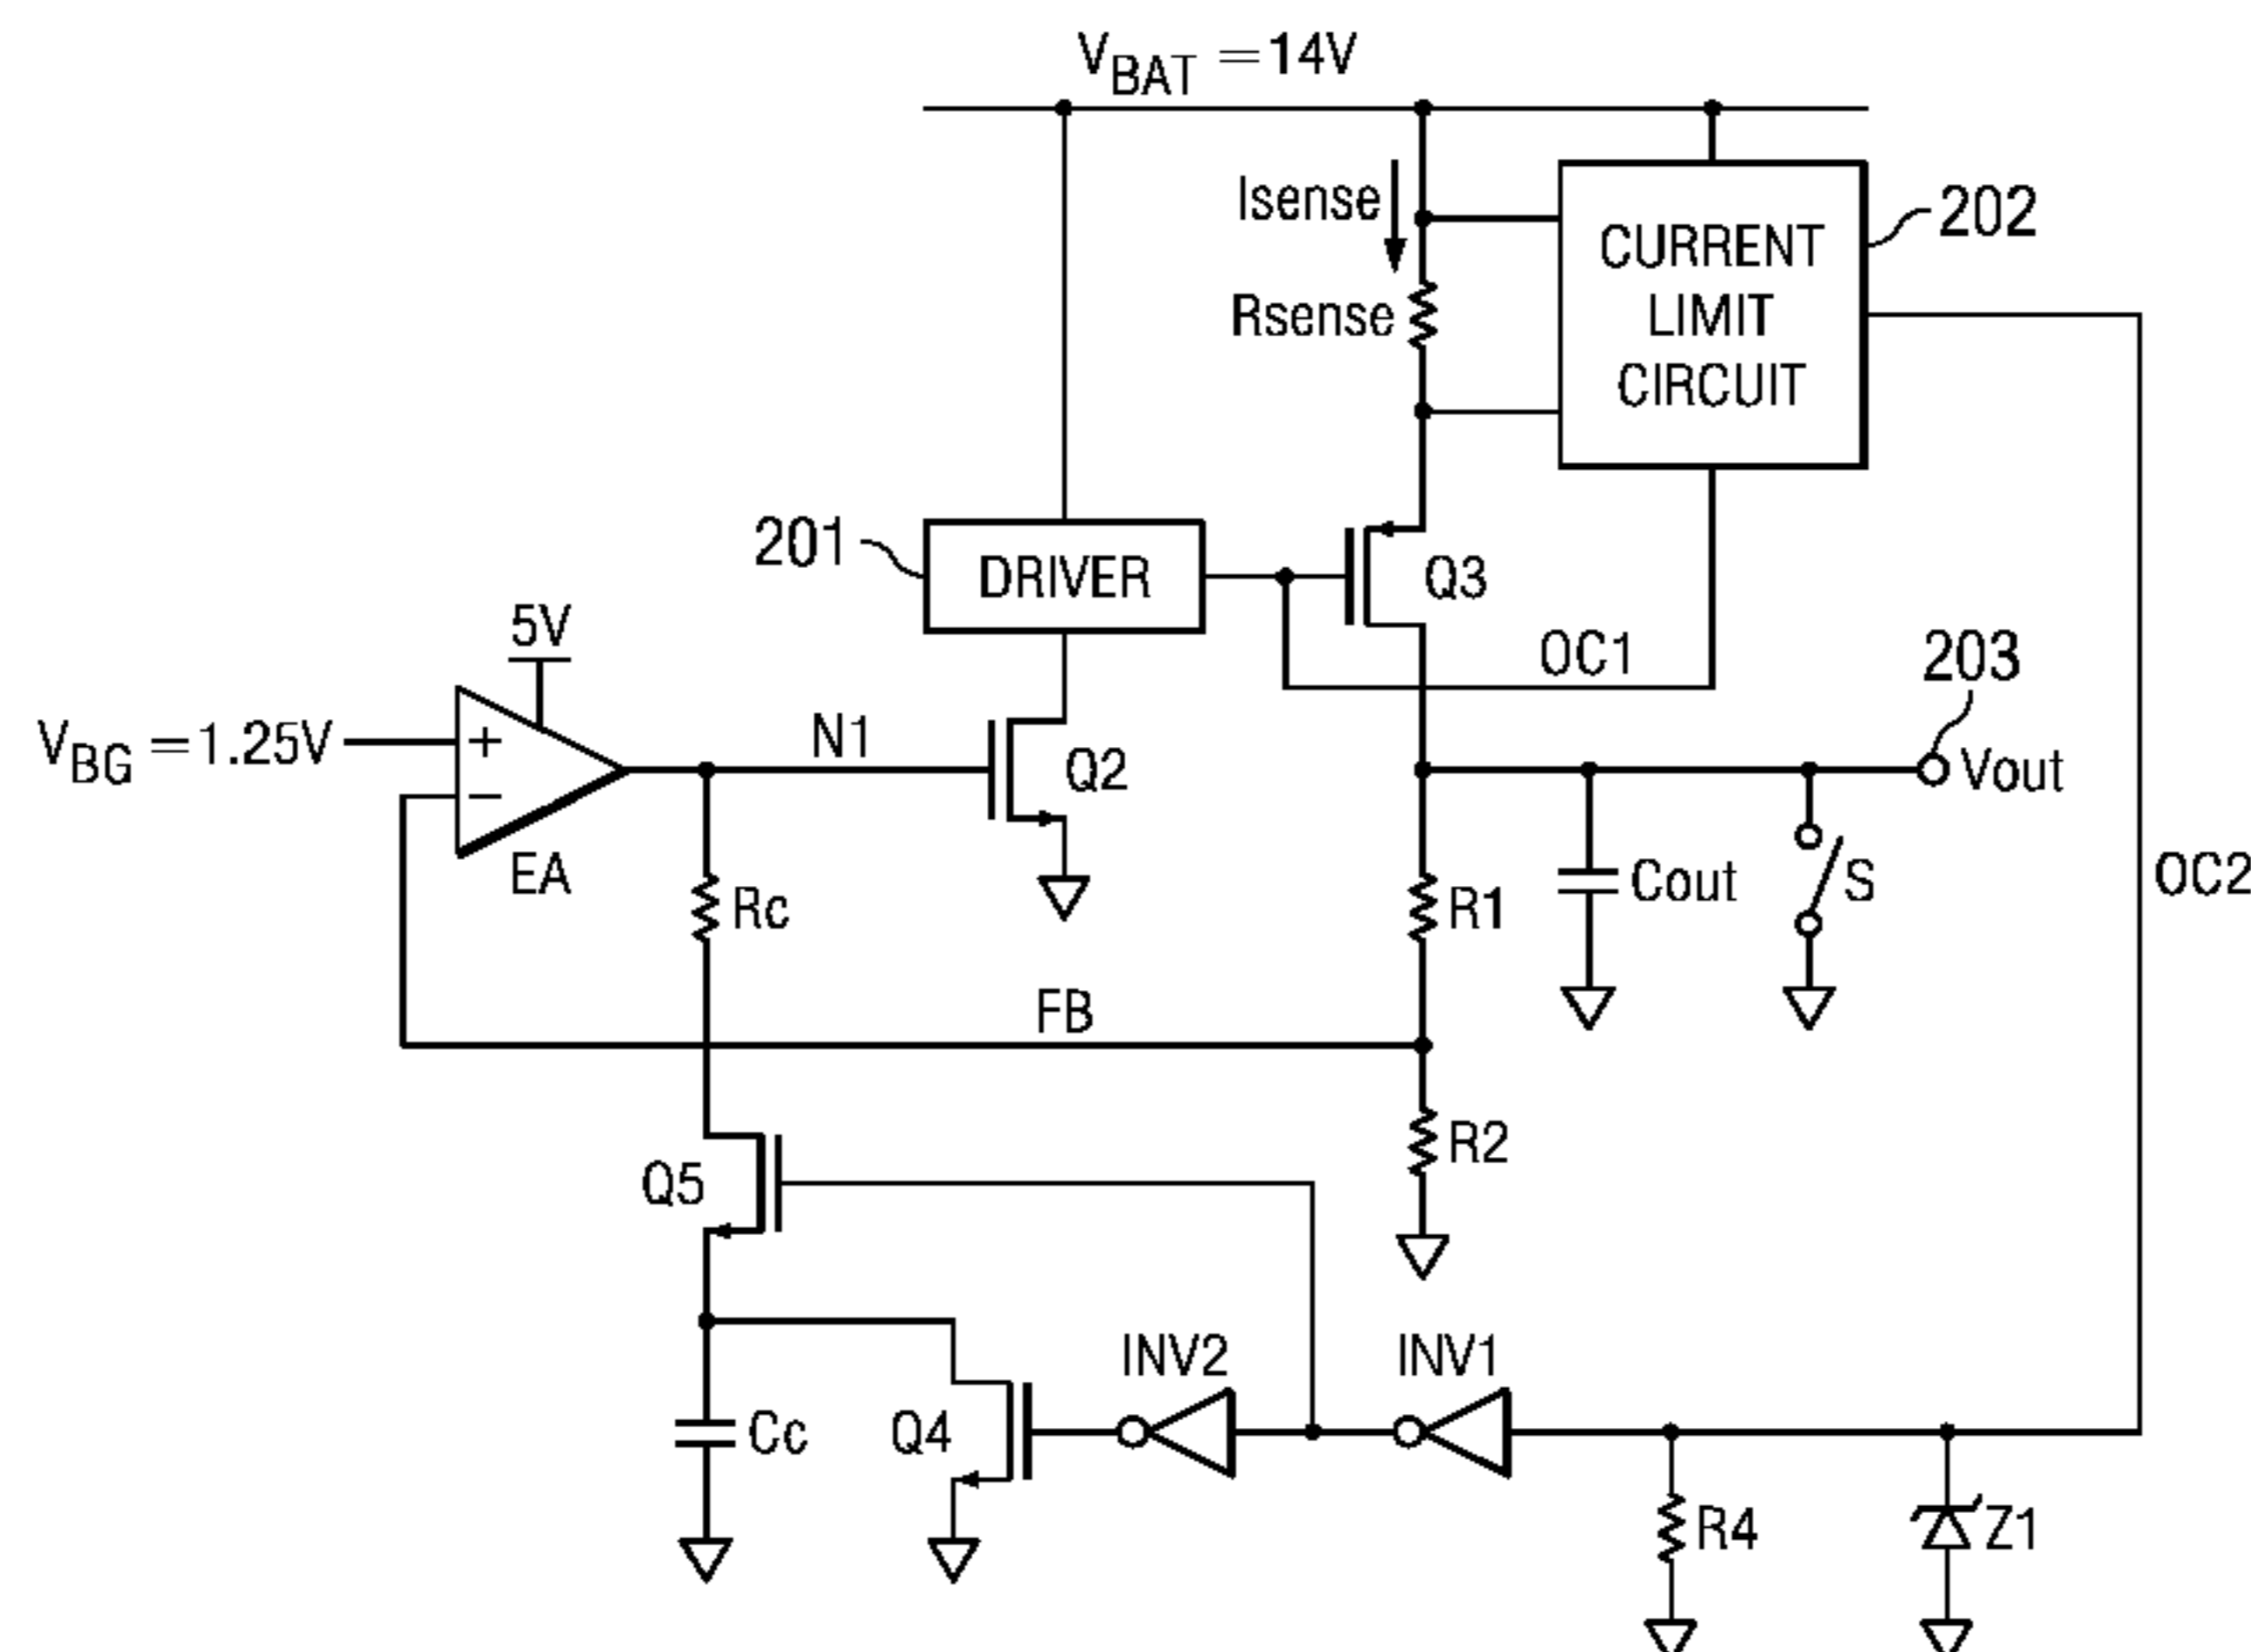 VBAT =14V
Isense
Rsense
CURRENT
LIMIT
CIRCUIT
202
201
DRIVER
Q3
OC1
203
5V
VBG =1.25V
+
−
EA
N1
Q2
Vout
Rc
R1
Cout
S
OC2
FB
Q5
R2
INV2
INV1
Cc
Q4
R4
Z1